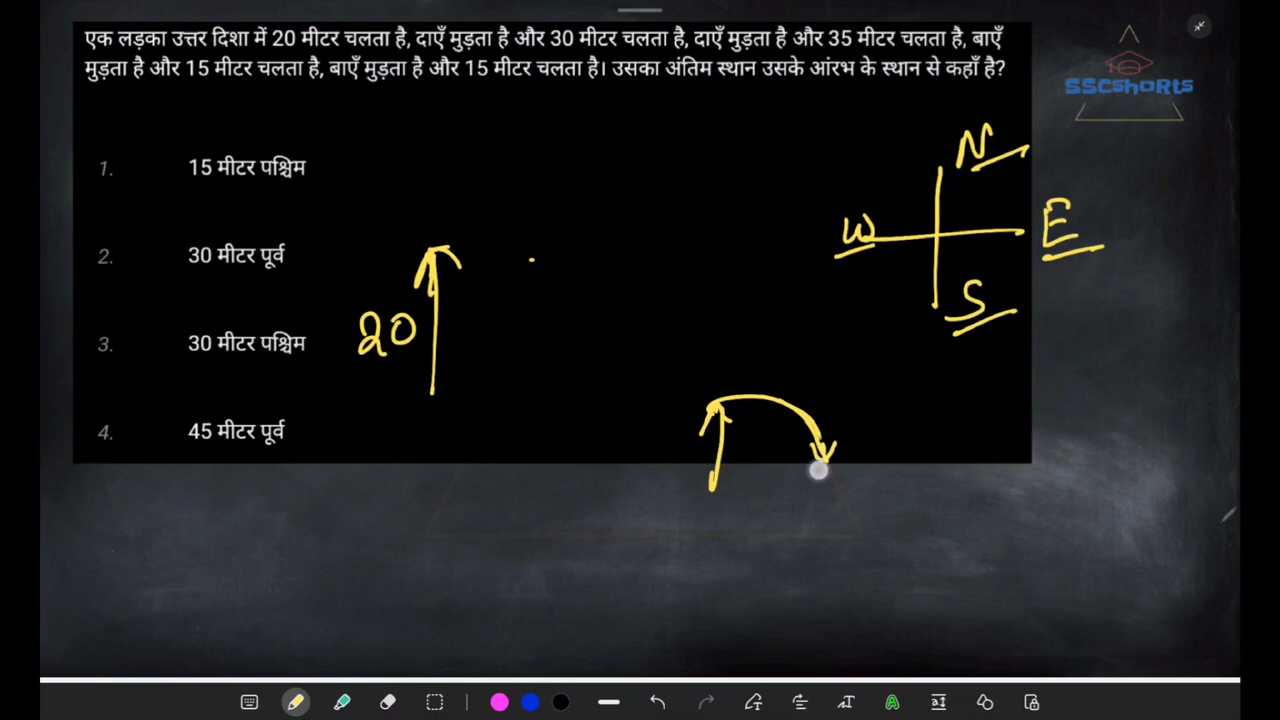 एक लड़का उत्तर दिशा में 20 मीटर चलता है, दाएँ मुड़ता है और 30 मीटर चलता है, दाएँ मुड़ता है और 35 मीटर चलता है, बाएँ
मुड़ता है और 15 मीटर चलता है, बाएँ मुड़ता है और 15 मीटर चलता है। उसका अंतिम स्थान उसके आंरभ के स्थान से कहाँ है?
SSCshoRts
1. 15 मीटर पश्चिम
2. 30 मीटर पूर्व
3. 30 मीटर पश्चिम
4. 45 मीटर पूर्व
20
N
W
E
S